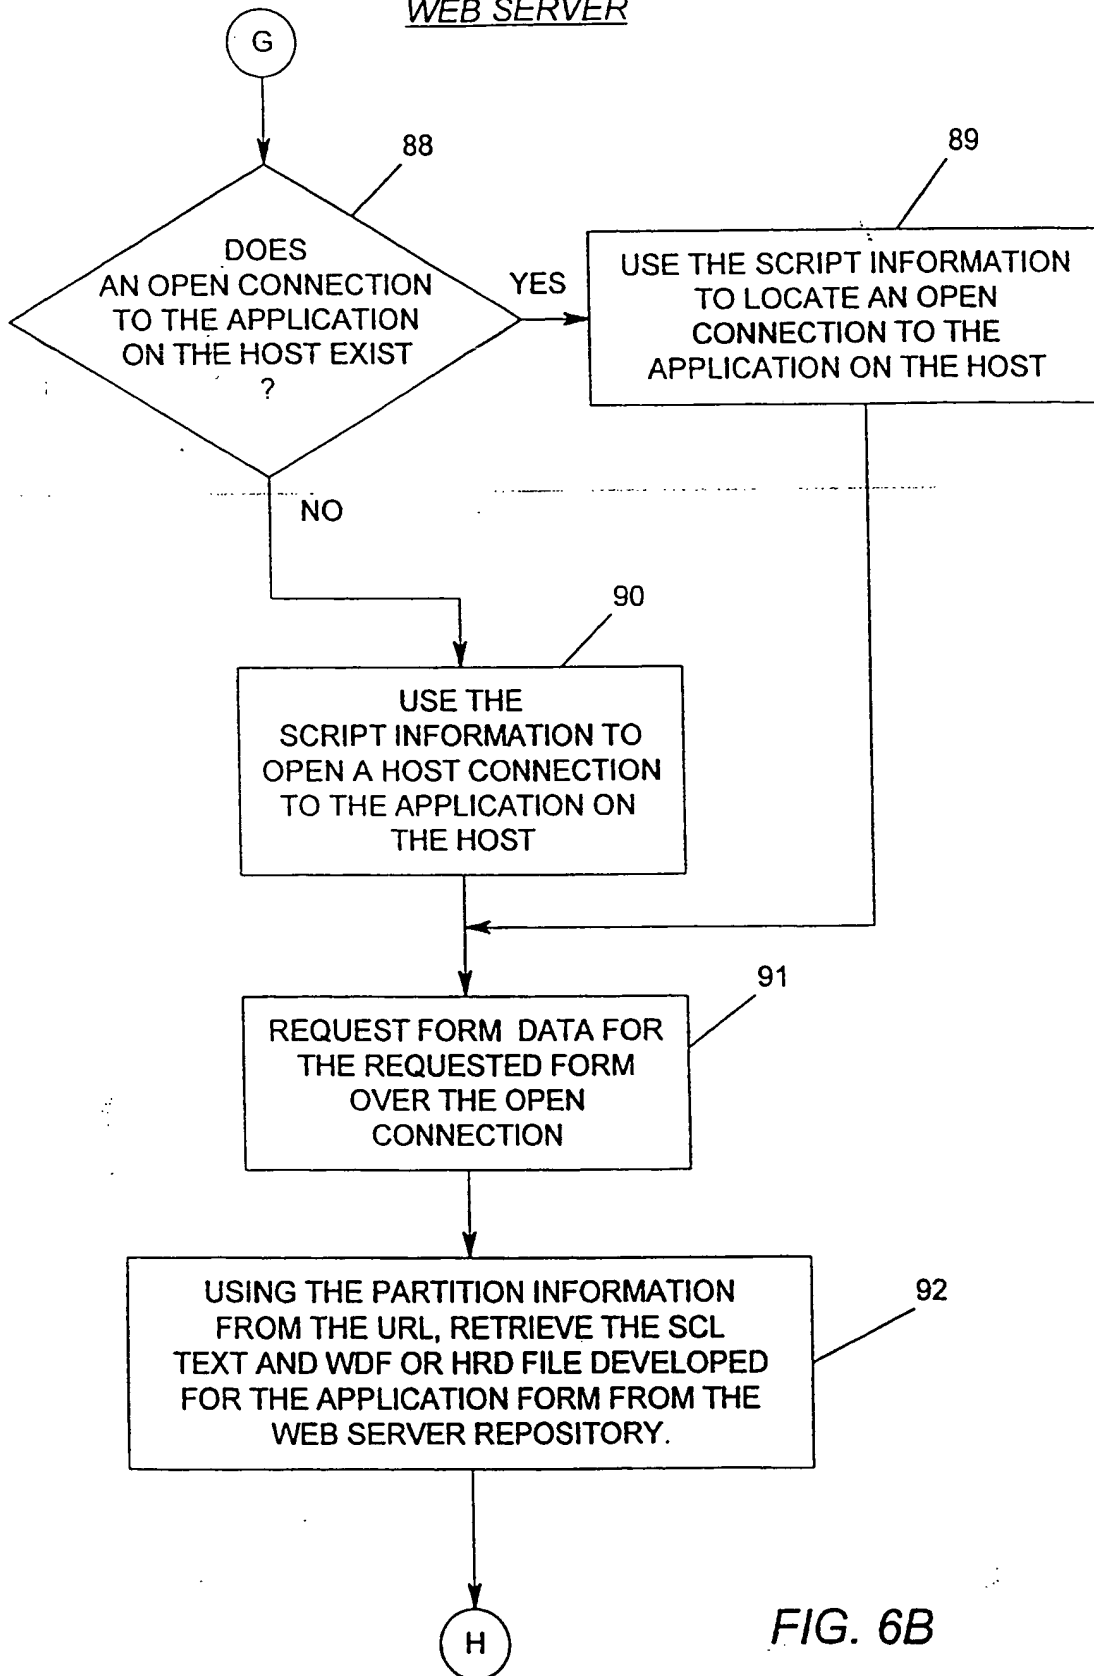 WEB SERVER
G
88
DOES
AN OPEN CONNECTION
TO THE APPLICATION
ON THE HOST EXIST
?
YES
89
USE THE SCRIPT INFORMATION
TO LOCATE AN OPEN
CONNECTION TO THE
APPLICATION ON THE HOST
NO
90
USE THE
SCRIPT INFORMATION TO
OPEN A HOST CONNECTION
TO THE APPLICATION ON
THE HOST
91
REQUEST FORM DATA FOR
THE REQUESTED FORM
OVER THE OPEN
CONNECTION
92
USING THE PARTITION INFORMATION
FROM THE URL, RETRIEVE THE SCL
TEXT AND WDF OR HRD FILE DEVELOPED
FOR THE APPLICATION FORM FROM THE
WEB SERVER REPOSITORY.
H
FIG. 6B